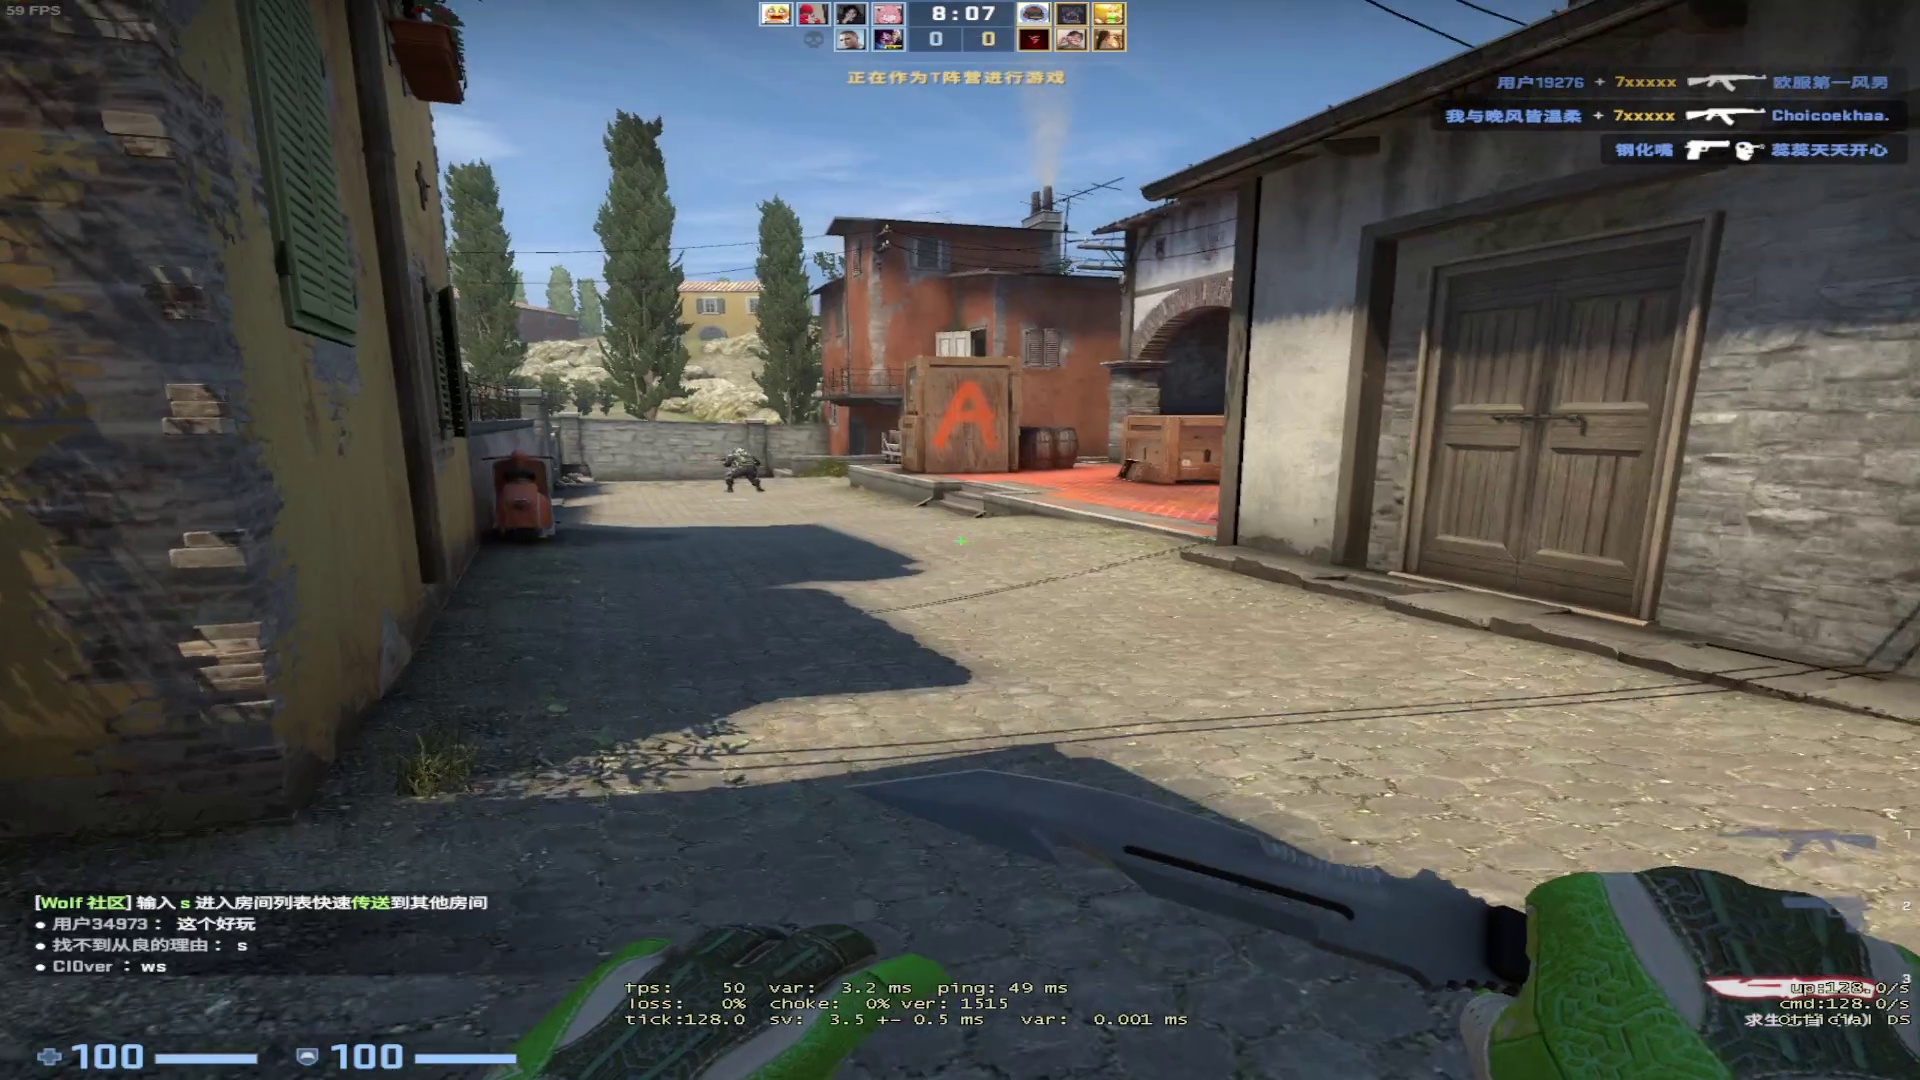 59 FPS
8:07
0 0
正在作为T阵营进行游戏
用户19276 + 7xxxxx 欧服第一风男
我与晚风皆温柔 + 7xxxxx Choicoekhaa.
钢化嘴 蕊蕊天天开心
A
1
2
3
[Wolf 社区] 输入 s 进入房间列表快速传送到其他房间
● 用户34973： 这个好玩
● 找不到从良的理由： s
● Cl0ver ： ws
fps: 50 var: 3.2 ms ping: 49 ms
loss: 0% choke: 0% ver: 1515
tick:128.0 sv: 3.5 +- 0.5 ms var: 0.001 ms
up:128.0/s
cmd:128.0/s
official DS
100 100